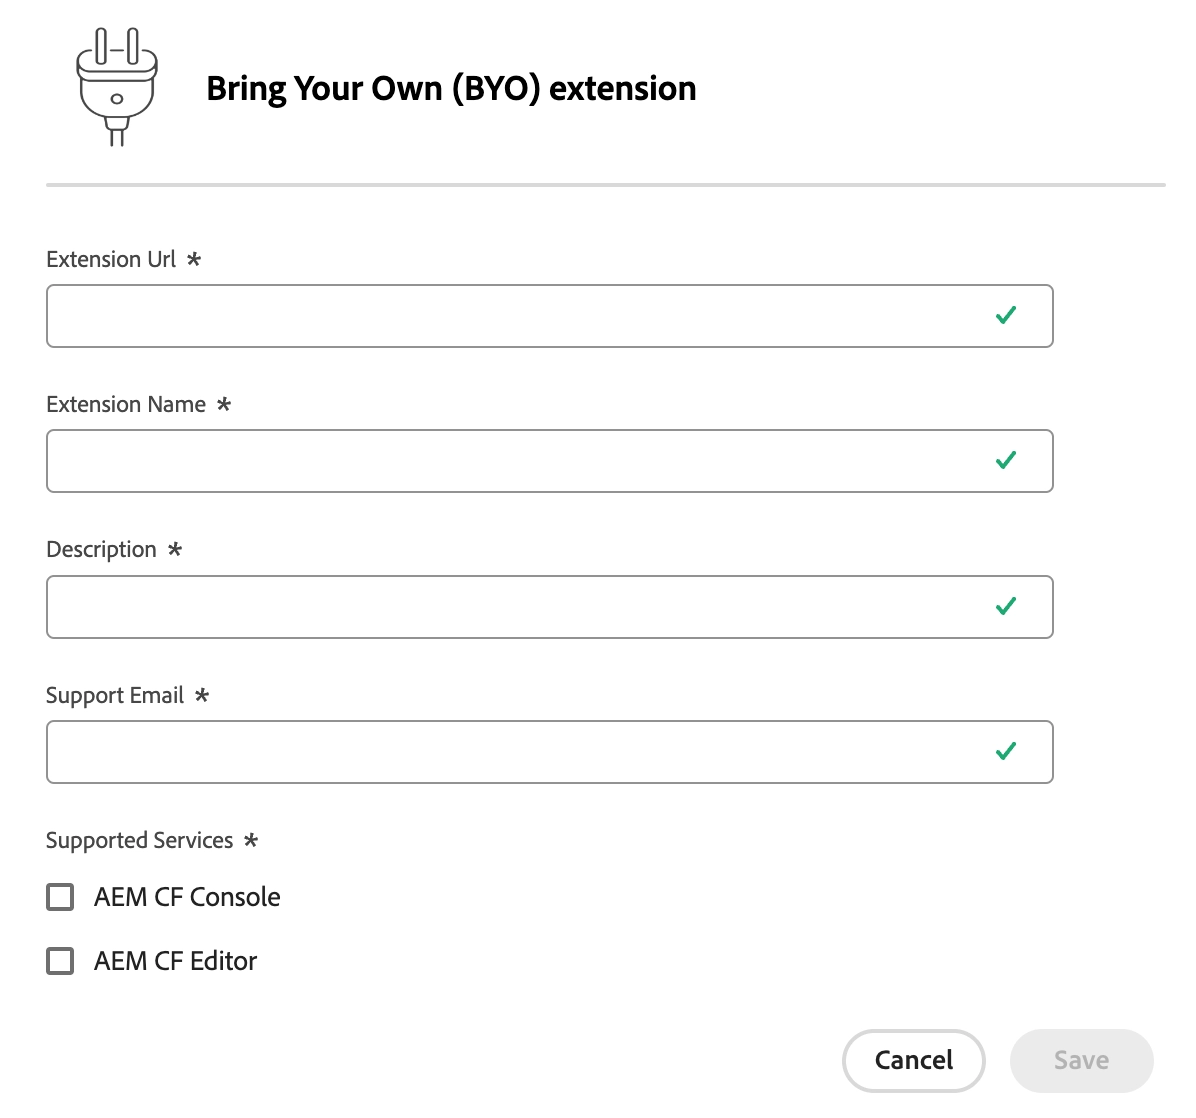 Bring Your Own (BYO) extension
Extension Url *
Extension Name *
Description *
Support Email *
Supported Services *
AEM CF Console
AEM CF Editor
Cancel Save